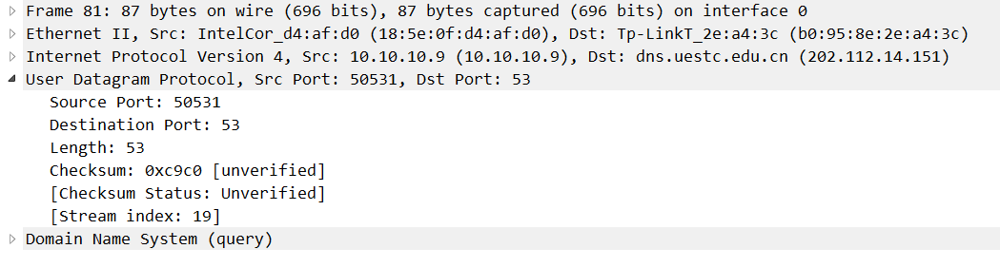 Frame 81: 87 bytes on wire (696 bits), 87 bytes captured (696 bits) on interface 0
Ethernet II, Src: IntelCor_d4:af:d0 (18:5e:0f:d4:af:d0), Dst: Tp-LinkT_2e:a4:3c (b0:95:8e:2e:a4:3c)
Internet Protocol Version 4, Src: 10.10.10.9 (10.10.10.9), Dst: dns.uestc.edu.cn (202.112.14.151)
User Datagram Protocol, Src Port: 50531, Dst Port: 53
Source Port: 50531
Destination Port: 53
Length: 53
Checksum: 0xc9c0 [unverified]
[Checksum Status: Unverified]
[Stream index: 19]
Domain Name System (query)